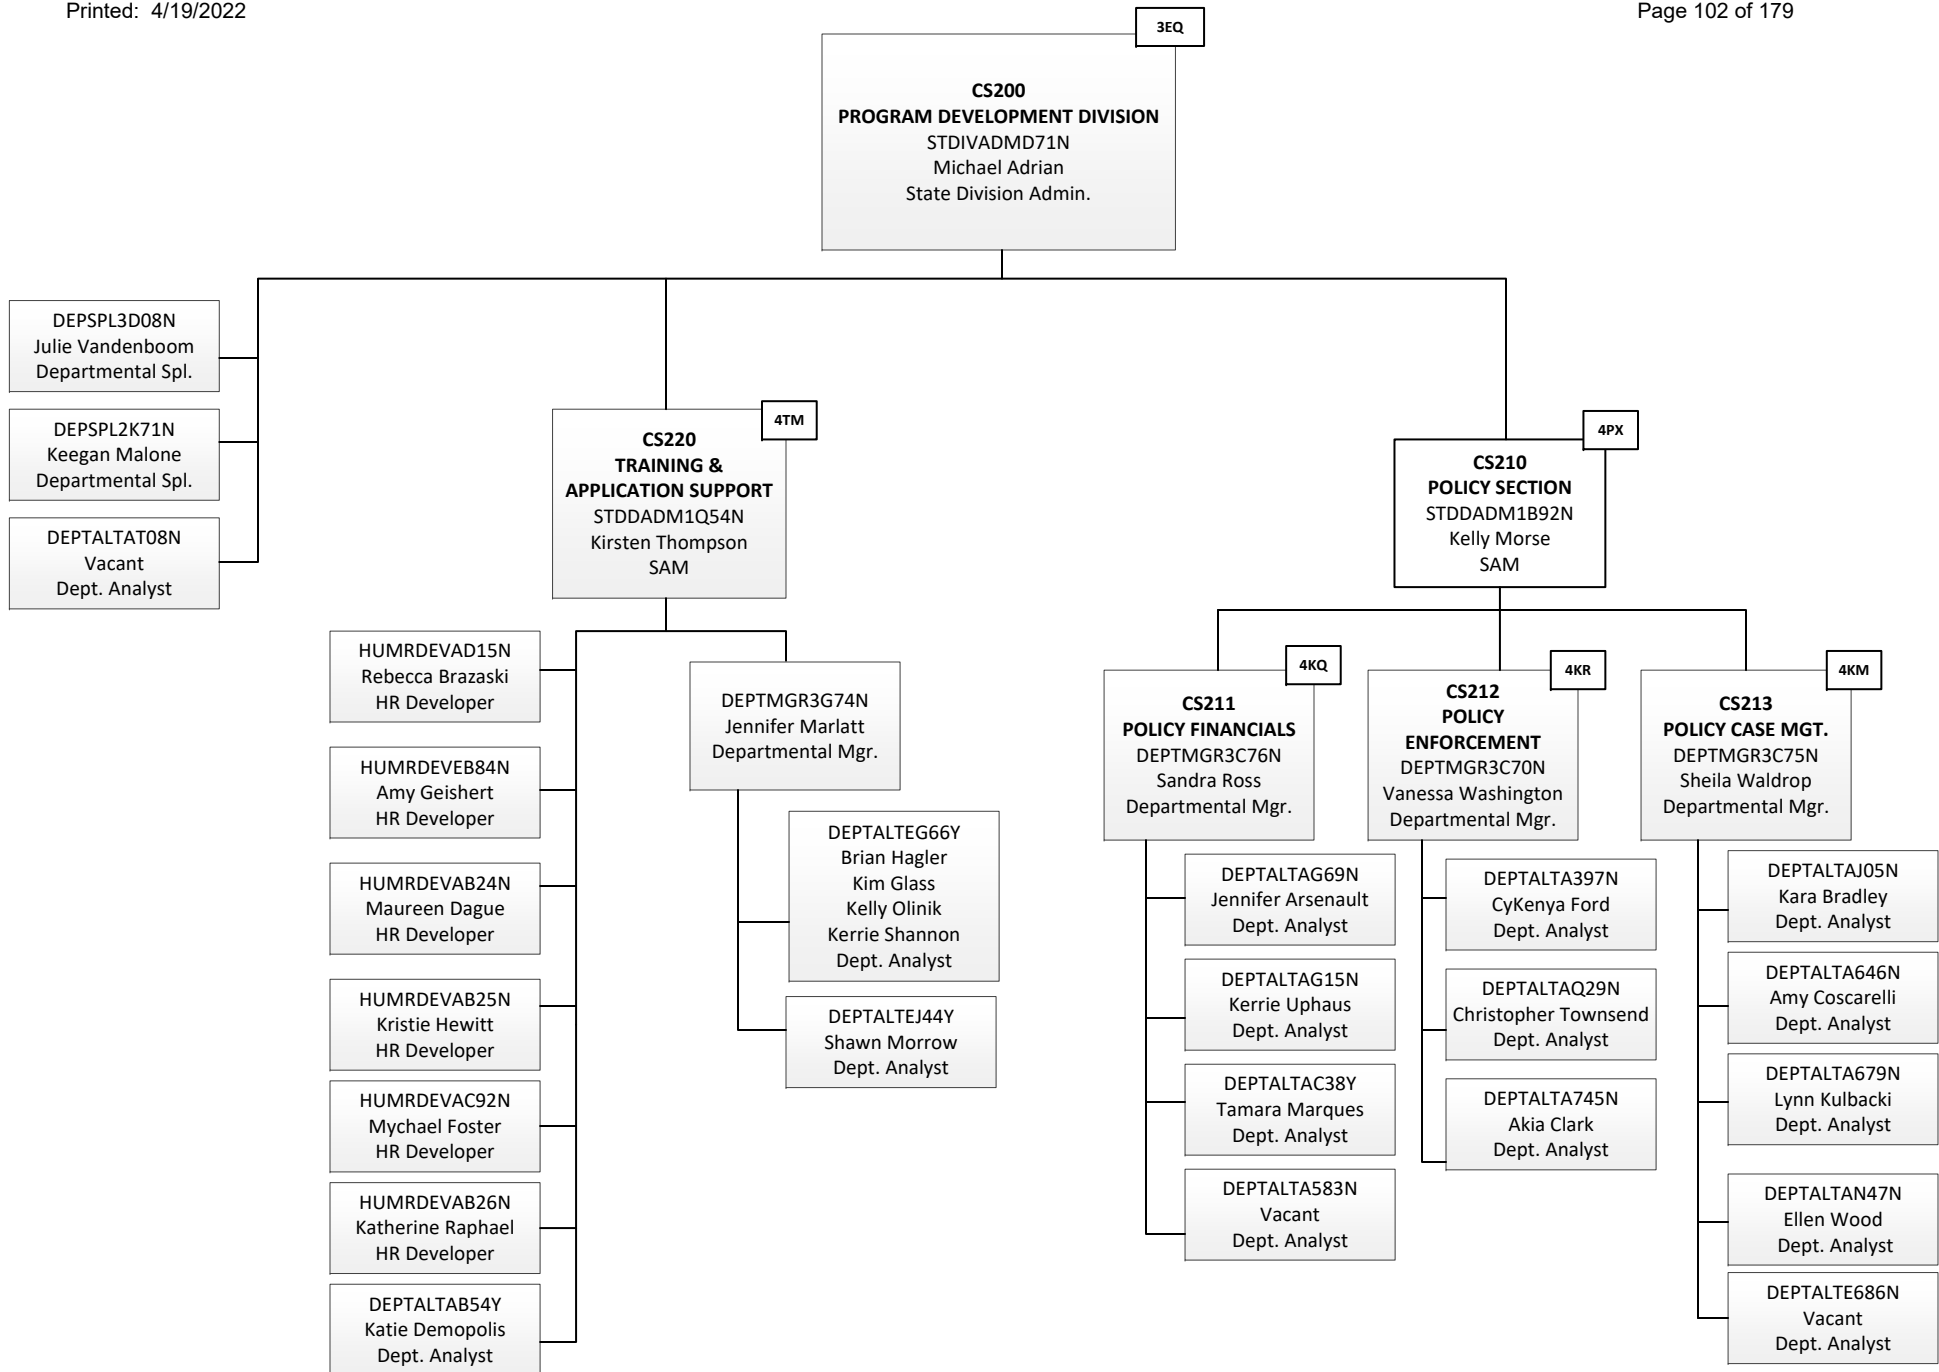 Printed: 4/19/2022
Page 102 of 179
3EQ
CS200
PROGRAM DEVELOPMENT DIVISION
STDIVADMD71N
Michael Adrian
State Division Admin.
DEPSPL3D08N
Julie Vandenboom
Departmental Spl.
DEPSPL2K71N
Keegan Malone
Departmental Spl.
DEPTALTAT08N
Vacant
Dept. Analyst
4TM
CS220
TRAINING &
APPLICATION SUPPORT
STDDADM1Q54N
Kirsten Thompson
SAM
HUMRDEVAD15N
Rebecca Brazaski
HR Developer
HUMRDEVEB84N
Amy Geishert
HR Developer
HUMRDEVAB24N
Maureen Dague
HR Developer
HUMRDEVAB25N
Kristie Hewitt
HR Developer
HUMRDEVAC92N
Mychael Foster
HR Developer
HUMRDEVAB26N
Katherine Raphael
HR Developer
DEPTALTAB54Y
Katie Demopolis
Dept. Analyst
DEPTMGR3G74N
Jennifer Marlatt
Departmental Mgr.
DEPTALTEG66Y
Brian Hagler
Kim Glass
Kelly Olinik
Kerrie Shannon
Dept. Analyst
DEPTALTEJ44Y
Shawn Morrow
Dept. Analyst
4PX
CS210
POLICY SECTION
STDDADM1B92N
Kelly Morse
SAM
4KQ
CS211
POLICY FINANCIALS
DEPTMGR3C76N
Sandra Ross
Departmental Mgr.
DEPTALTAG69N
Jennifer Arsenault
Dept. Analyst
DEPTALTAG15N
Kerrie Uphaus
Dept. Analyst
DEPTALTAC38Y
Tamara Marques
Dept. Analyst
DEPTALTA583N
Vacant
Dept. Analyst
4KR
CS212
POLICY
ENFORCEMENT
DEPTMGR3C70N
Vanessa Washington
Departmental Mgr.
DEPTALTA397N
CyKenya Ford
Dept. Analyst
DEPTALTAQ29N
Christopher Townsend
Dept. Analyst
DEPTALTA745N
Akia Clark
Dept. Analyst
4KM
CS213
POLICY CASE MGT.
DEPTMGR3C75N
Sheila Waldrop
Departmental Mgr.
DEPTALTAJ05N
Kara Bradley
Dept. Analyst
DEPTALTA646N
Amy Coscarelli
Dept. Analyst
DEPTALTA679N
Lynn Kulbacki
Dept. Analyst
DEPTALTAN47N
Ellen Wood
Dept. Analyst
DEPTALTE686N
Vacant
Dept. Analyst